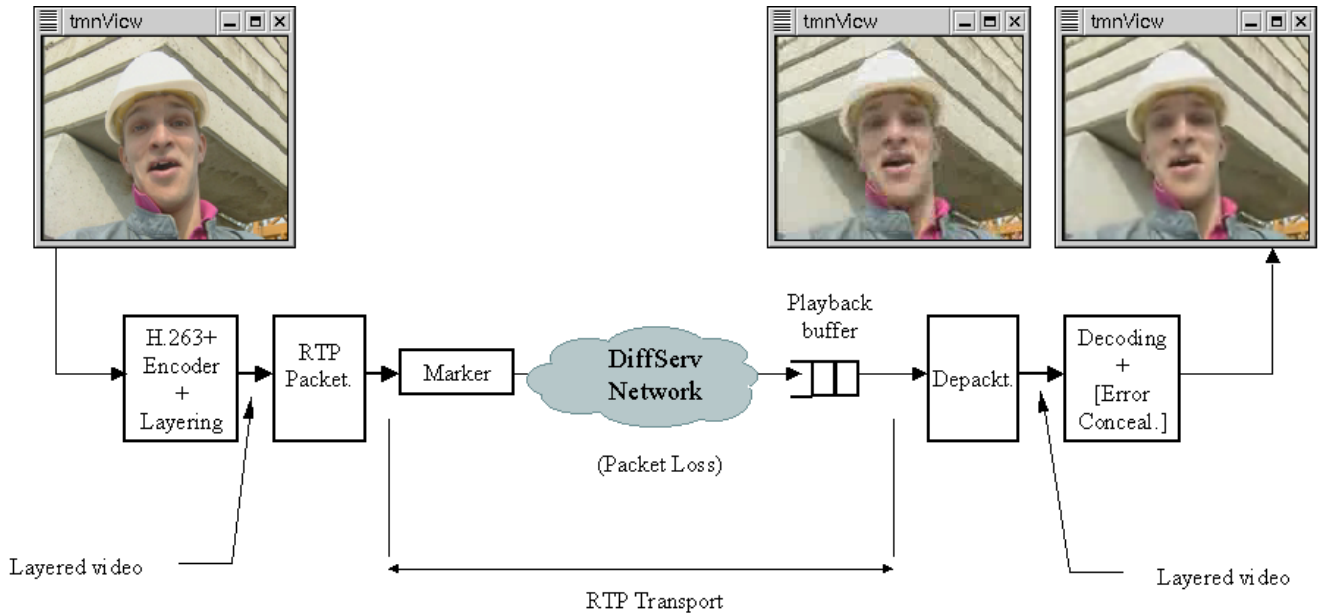 tmnView
tmnView
tmnView
H.263+
Encoder
+
Layering
RTP
Packet.
Marker
DiffServ
Network
(Packet Loss)
Playback
buffer
Depackt.
Decoding
+
[Error
Conceal.]
Layered video
RTP Transport
Layered video